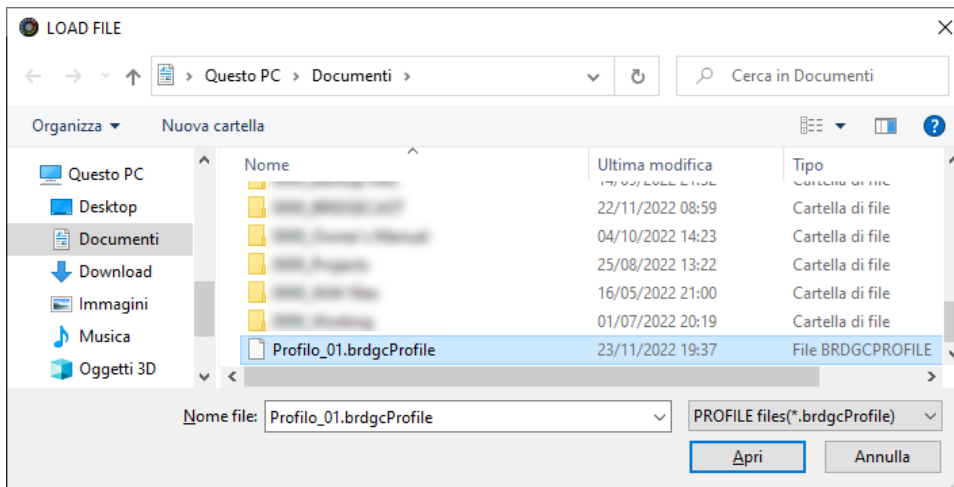 LOAD FILE
Questo PC > Documenti >
Cerca in Documenti
Organizza
Nuova cartella
Nome
Ultima modifica
Tipo
Questo PC
Desktop
Documenti
Download
Immagini
Musica
Oggetti 3D
22/11/2022 08:59 Cartella di file
04/10/2022 14:23 Cartella di file
25/08/2022 13:22 Cartella di file
16/05/2022 21:00 Cartella di file
01/07/2022 20:19 Cartella di file
Profilo_01.brdgcProfile 23/11/2022 19:37 File BRDGCPROFILE
Nome file: Profilo_01.brdgcProfile
PROFILE files(*.brdgcProfile)
Apri
Annulla